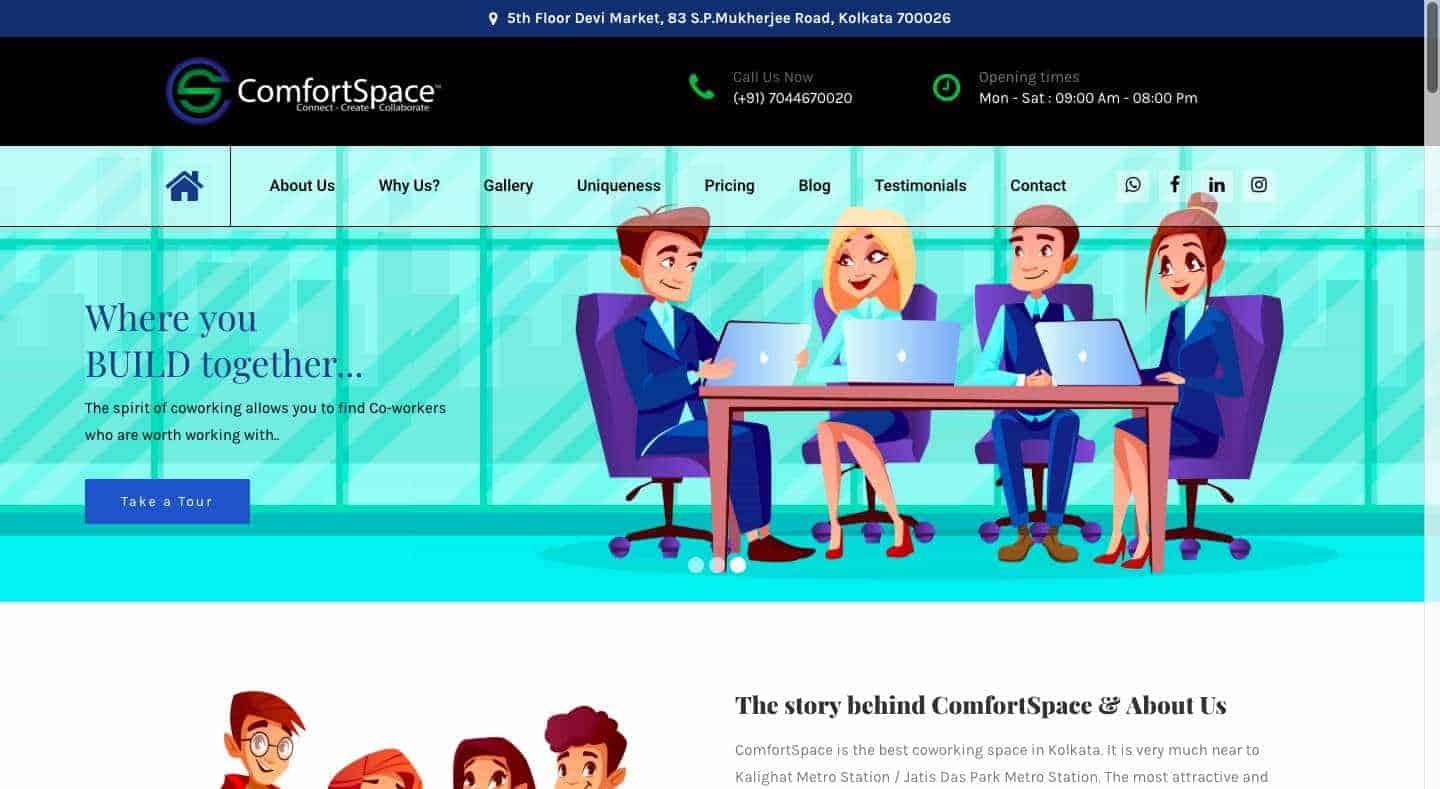 5th Floor Devi Market, 83 S.P.Mukherjee Road, Kolkata 700026
ComfortSpace™
Connect - Create - Collaborate
Call Us Now
(+91) 7044670020
Opening times
Mon - Sat : 09:00 Am - 08:00 Pm
About Us Why Us? Gallery Uniqueness Pricing Blog Testimonials Contact
Where you
BUILD together...
The spirit of coworking allows you to find Co-workers
who are worth working with..
Take a Tour
The story behind ComfortSpace & About Us
ComfortSpace is the best coworking space in Kolkata. It is very much near to
Kalighat Metro Station / Jatis Das Park Metro Station. The most attractive and